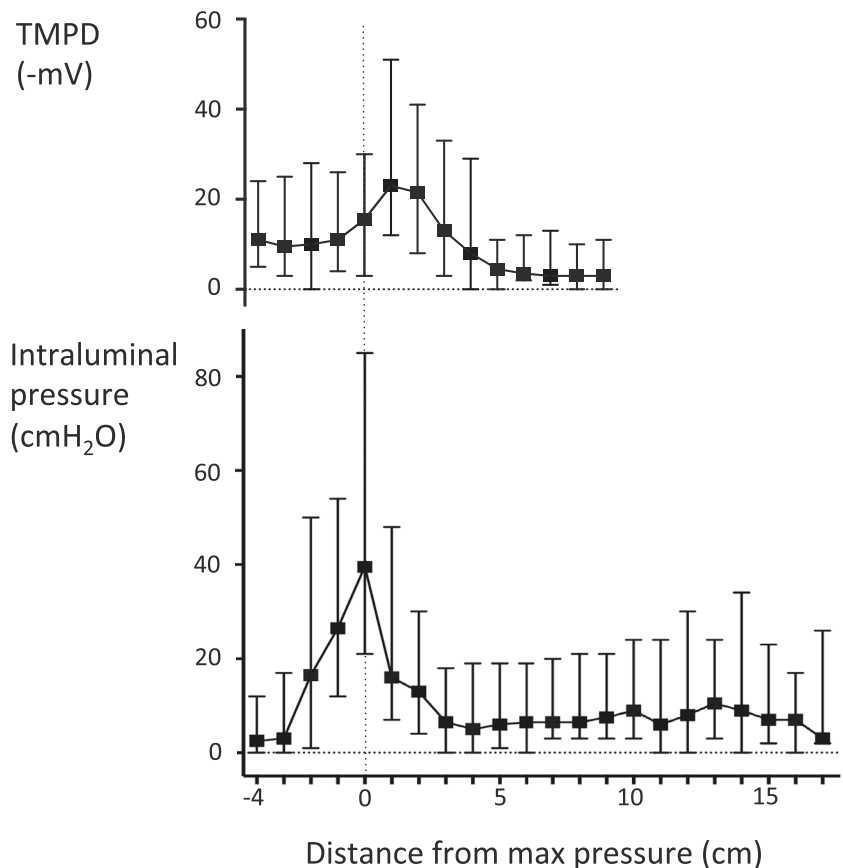 TMPD
(-mV)
60
40
20
0
Intraluminal
pressure
(cmH₂O)
80
60
40
20
0
-4 0 5 10 15
Distance from max pressure (cm)